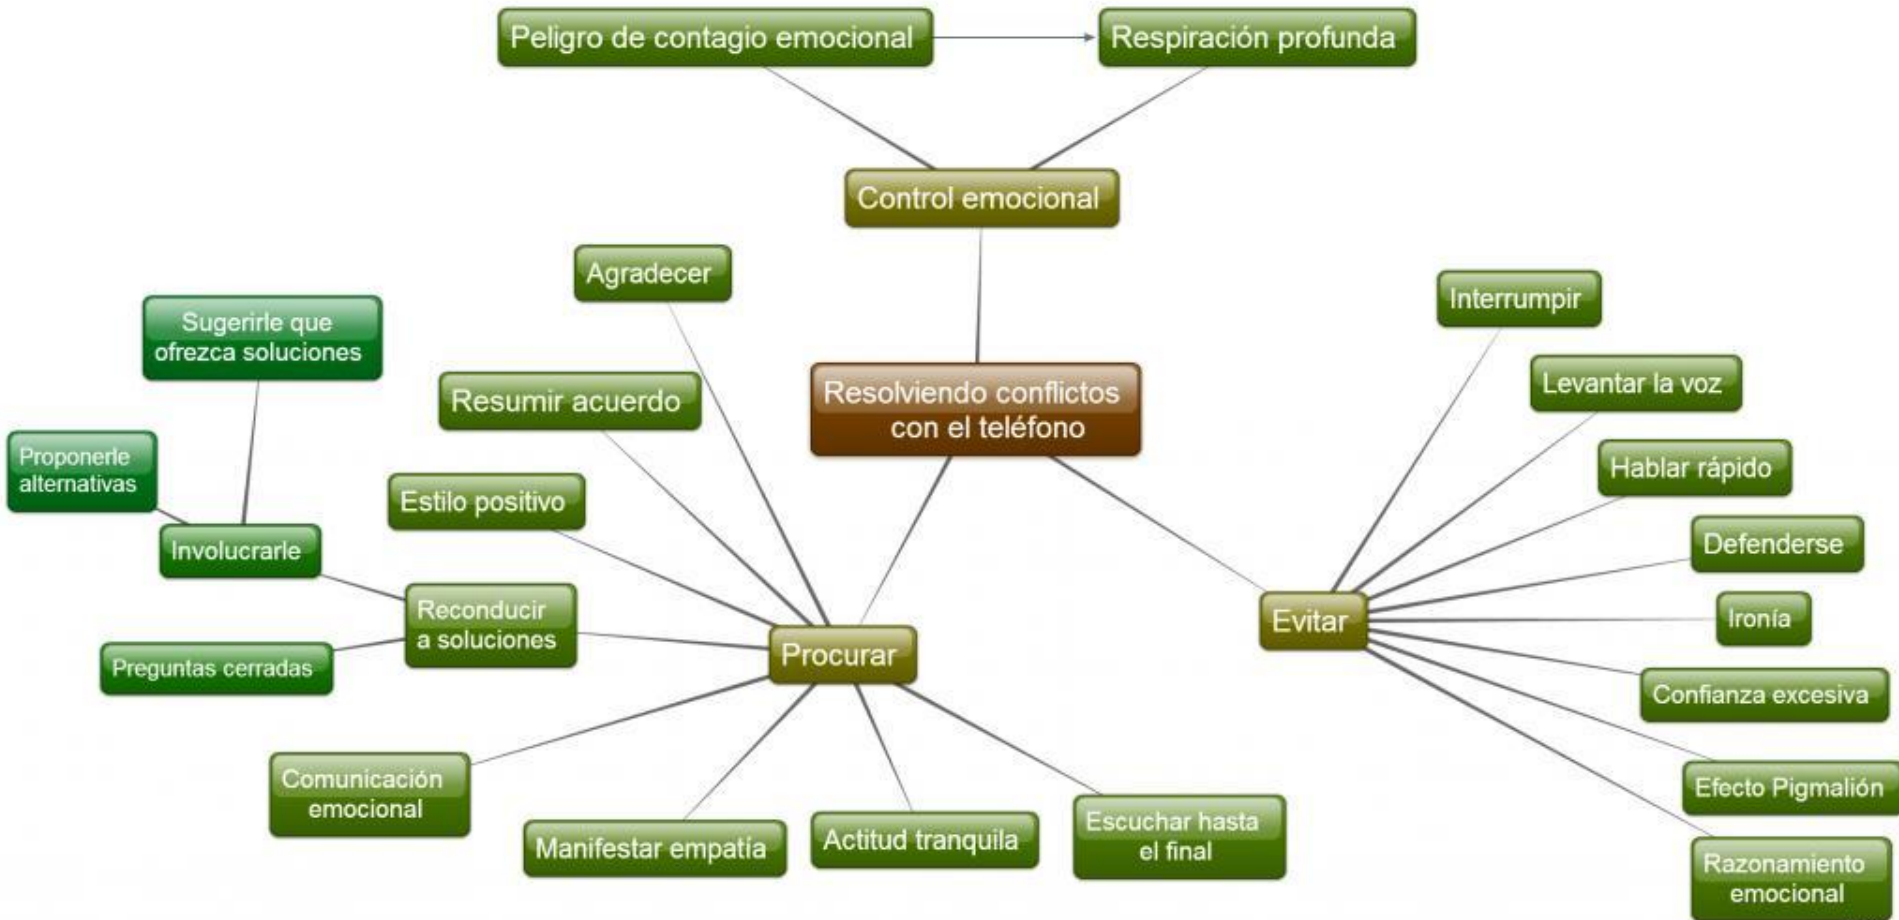 Peligro de contagio emocional
Respiración profunda
Control emocional
Agradecer
Interrumpir
Sugerirle que
ofrezca soluciones
Resolviendo conflictos
con el teléfono
Levantar la voz
Resumir acuerdo
Hablar rápido
Proponerle
alternativas
Estilo positivo
Defenderse
Involucrarle
Reconducir
a soluciones
Evitar
Ironía
Preguntas cerradas
Procurar
Confianza excesiva
Comunicación
emocional
Efecto Pigmalión
Manifestar empatía
Actitud tranquila
Escuchar hasta
el final
Razonamiento
emocional